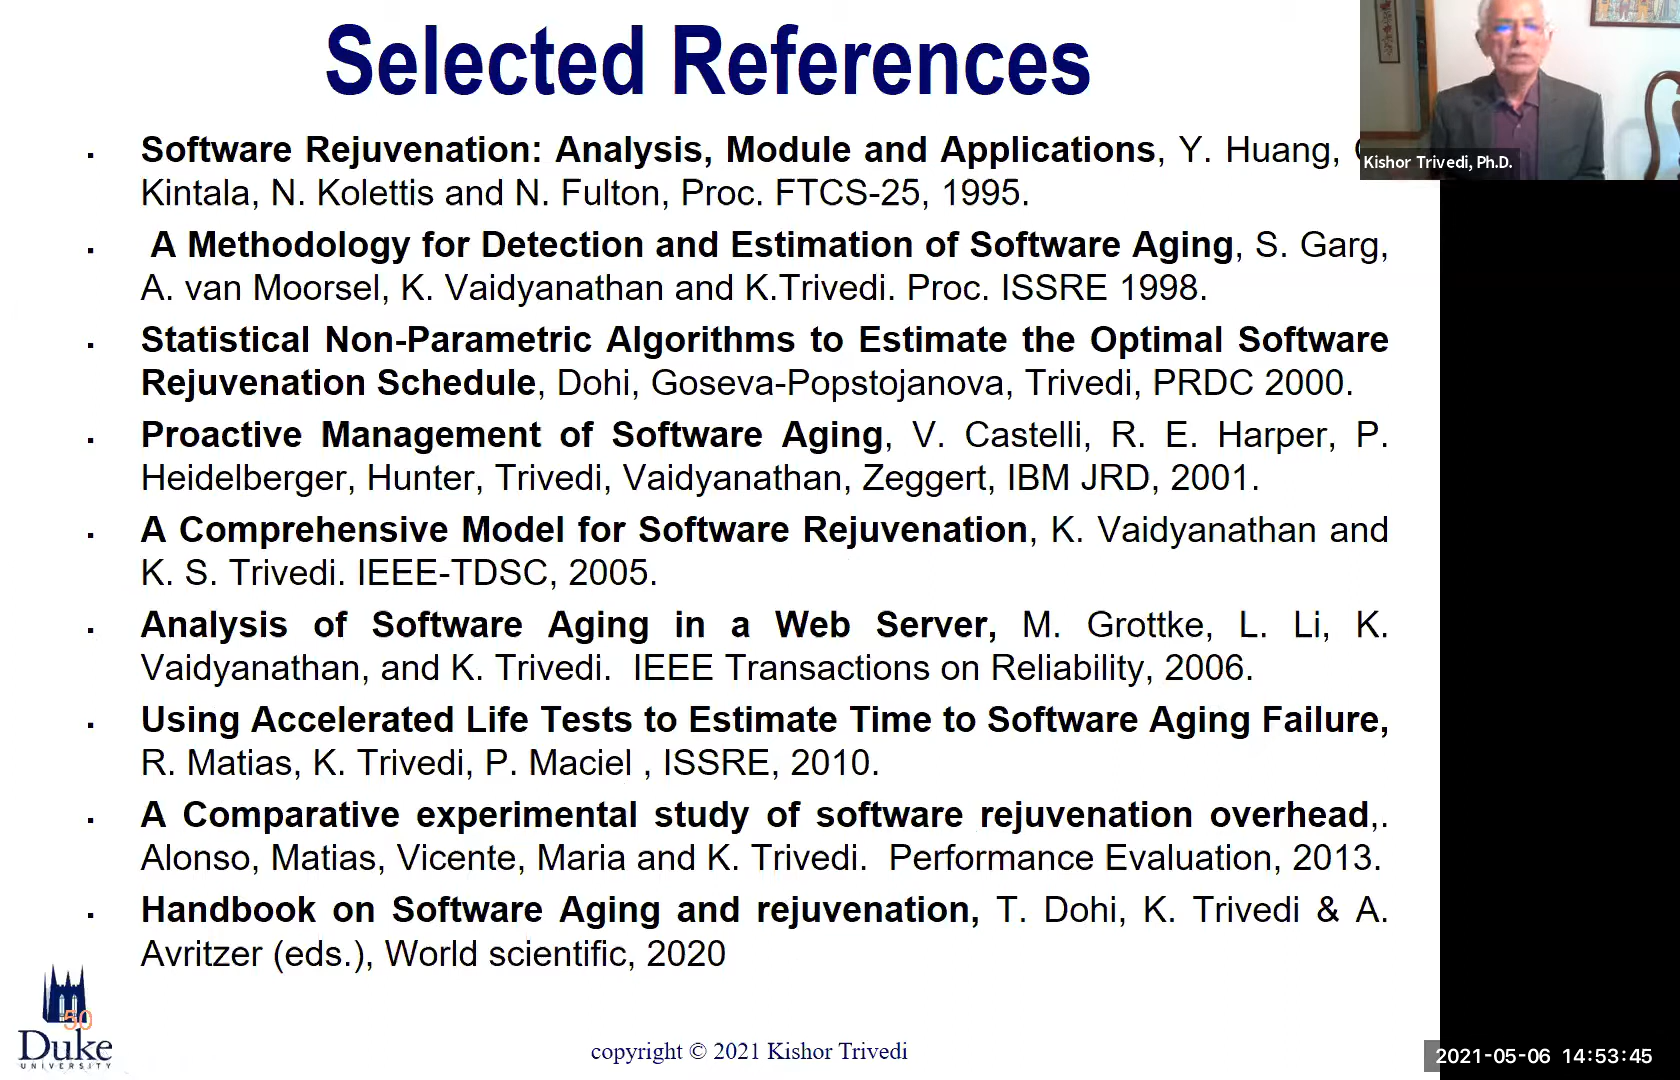 Selected References
▪ Software Rejuvenation: Analysis, Module and Applications, Y. Huang,
Kintala, N. Kolettis and N. Fulton, Proc. FTCS-25, 1995.
▪ A Methodology for Detection and Estimation of Software Aging, S. Garg,
A. van Moorsel, K. Vaidyanathan and K.Trivedi. Proc. ISSRE 1998.
▪ Statistical Non-Parametric Algorithms to Estimate the Optimal Software
Rejuvenation Schedule, Dohi, Goseva-Popstojanova, Trivedi, PRDC 2000.
▪ Proactive Management of Software Aging, V. Castelli, R. E. Harper, P.
Heidelberger, Hunter, Trivedi, Vaidyanathan, Zeggert, IBM JRD, 2001.
▪ A Comprehensive Model for Software Rejuvenation, K. Vaidyanathan and
K. S. Trivedi. IEEE-TDSC, 2005.
▪ Analysis of Software Aging in a Web Server, M. Grottke, L. Li, K.
Vaidyanathan, and K. Trivedi. IEEE Transactions on Reliability, 2006.
▪ Using Accelerated Life Tests to Estimate Time to Software Aging Failure,
R. Matias, K. Trivedi, P. Maciel , ISSRE, 2010.
▪ A Comparative experimental study of software rejuvenation overhead,.
Alonso, Matias, Vicente, Maria and K. Trivedi. Performance Evaluation, 2013.
▪ Handbook on Software Aging and rejuvenation, T. Dohi, K. Trivedi & A.
Avritzer (eds.), World scientific, 2020
Kishor Trivedi, Ph.D.
50
Duke
UNIVERSITY
copyright © 2021 Kishor Trivedi
2021-05-06 14:53:45